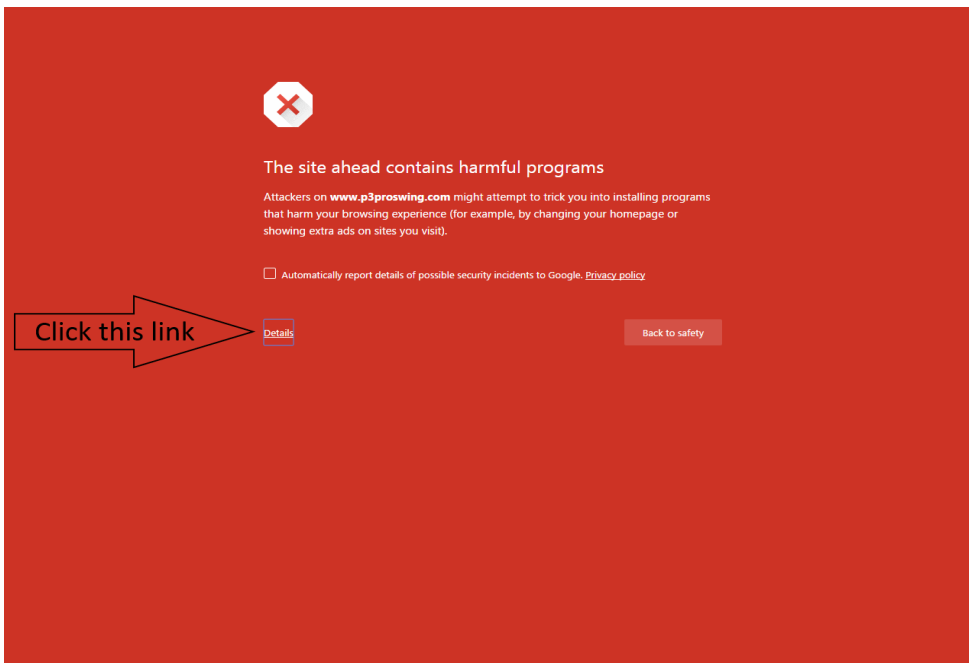 The site ahead contains harmful programs
Attackers on www.p3proswing.com might attempt to trick you into installing programs
that harm your browsing experience (for example, by changing your homepage or
showing extra ads on sites you visit).
Automatically report details of possible security incidents to Google. Privacy policy
Click this link
Details
Back to safety